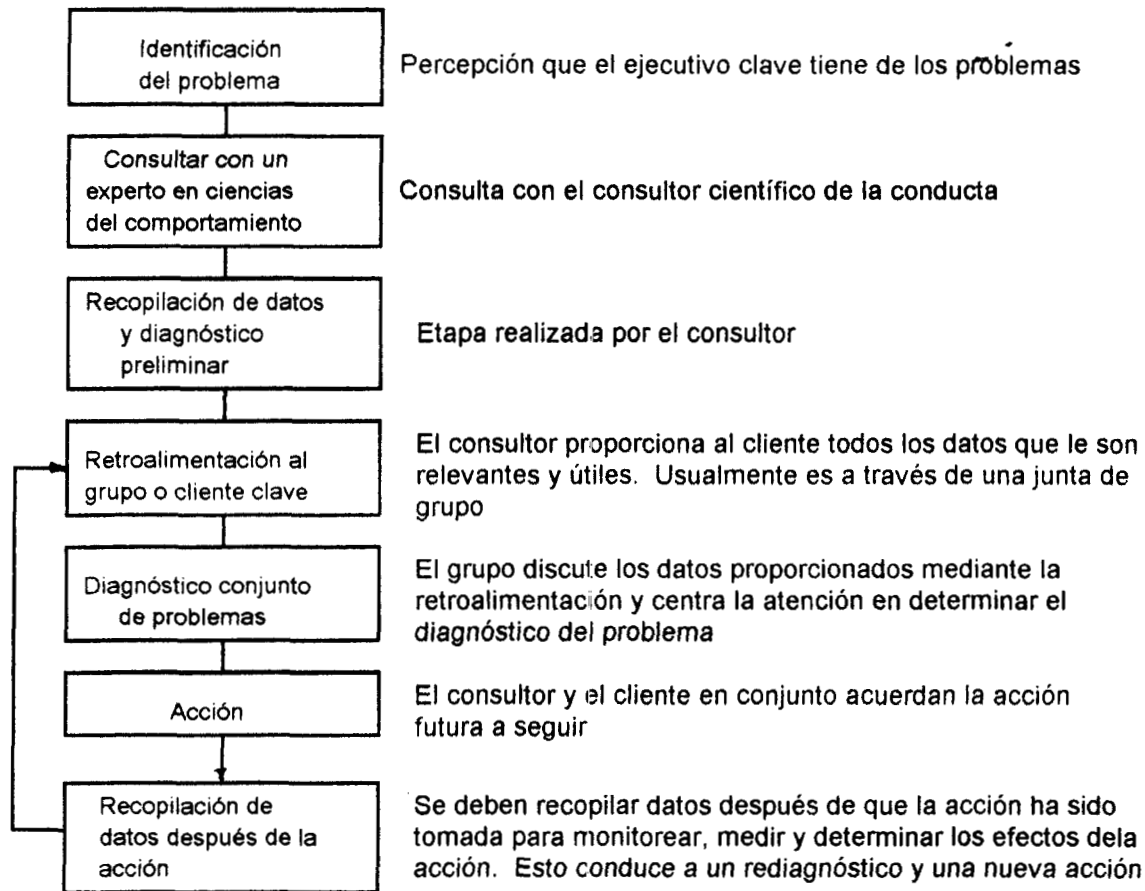 Identificación
del problema
Percepción que el ejecutivo clave tiene de los problemas
Consultar con un
experto en ciencias
del comportamiento
Consulta con el consultor científico de la conducta
Recopilación de datos
y diagnóstico
preliminar
Etapa realizada por el consultor
Retroalimentación al
grupo o cliente clave
El consultor proporciona al cliente todos los datos que le son
relevantes y útiles. Usualmente es a través de una junta de
grupo
Diagnóstico conjunto
de problemas
El grupo discute los datos proporcionados mediante la
retroalimentación y centra la atención en determinar el
diagnóstico del problema
Acción
El consultor y el cliente en conjunto acuerdan la acción
futura a seguir
Recopilación de
datos después de la
acción
Se deben recopilar datos después de que la acción ha sido
tomada para monitorear, medir y determinar los efectos dela
acción. Esto conduce a un rediagnóstico y una nueva acción